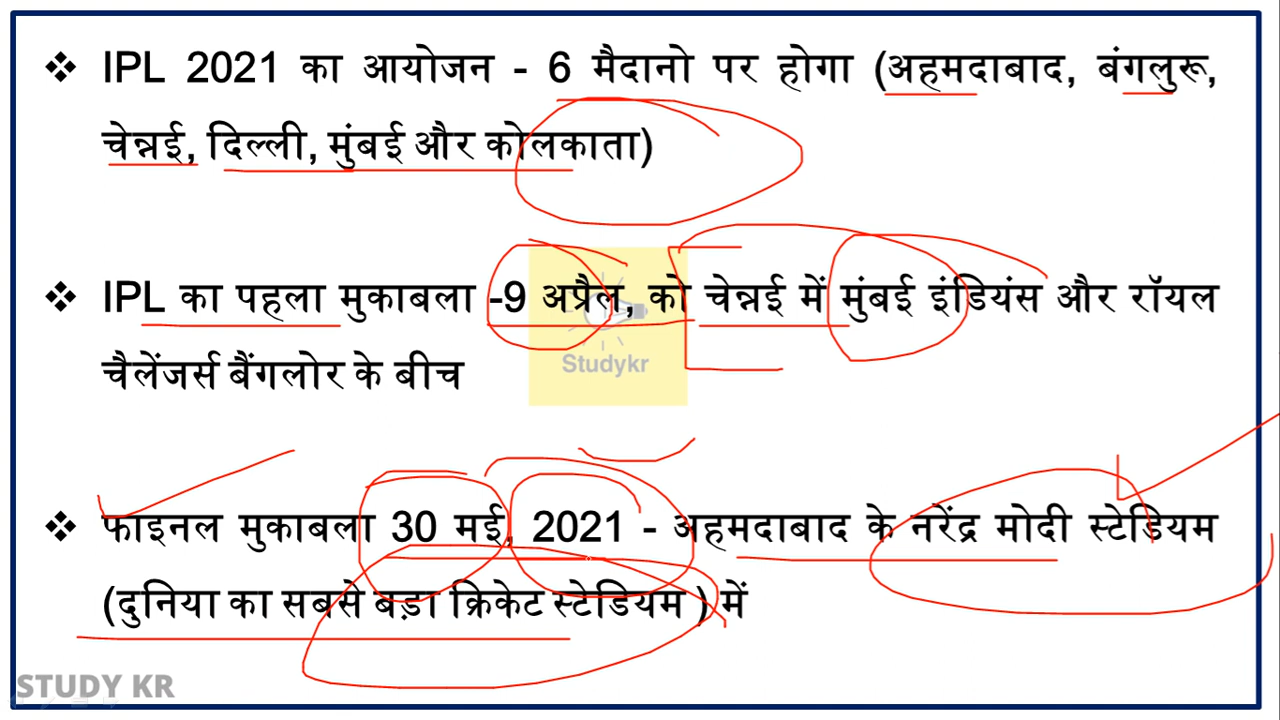 ❖ IPL 2021 का आयोजन - 6 मैदानो पर होगा (अहमदाबाद, बंगलुरू,
चेन्नई, दिल्ली, मुंबई और कोलकाता)
❖ IPL का पहला मुकाबला -9 अप्रैल, को चेन्नई में मुंबई इंडियंस और रॉयल
चैलेंजर्स बैंगलोर के बीच
Studykr
❖ फाइनल मुकाबला 30 मई, 2021 - अहमदाबाद के नरेंद्र मोदी स्टेडियम
(दुनिया का सबसे बड़ा क्रिकेट स्टेडियम ) में
STUDY KR